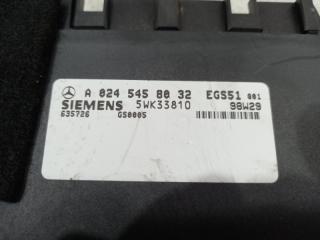 A 024 545 80 32 EGS51 001
SIEMENS 5WK33810 98W29
635726 GS0005